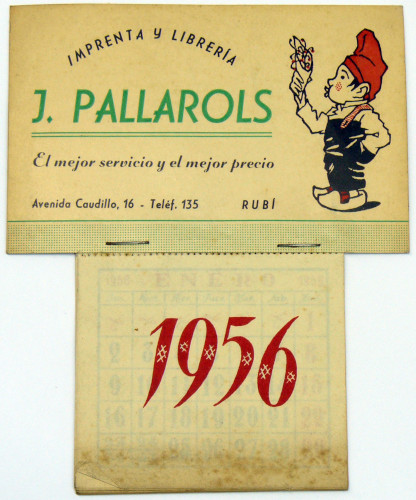 IMPRENTA Y LIBRERÍA
J. PALLAROLS
El mejor servicio y el mejor precio
Avenida Caudillo, 16 - Teléf. 135 RUBÍ
ENERO
1956